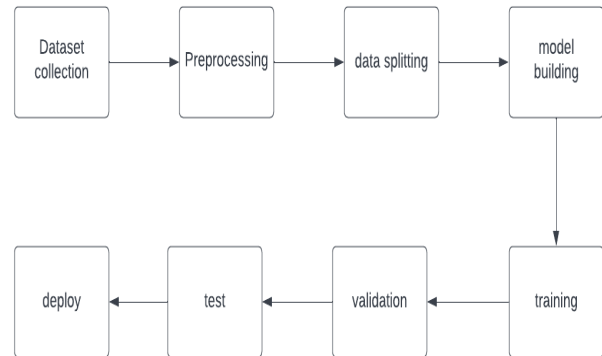 Dataset
collection
Preprocessing
data splitting
model
building
training
validation
test
deploy